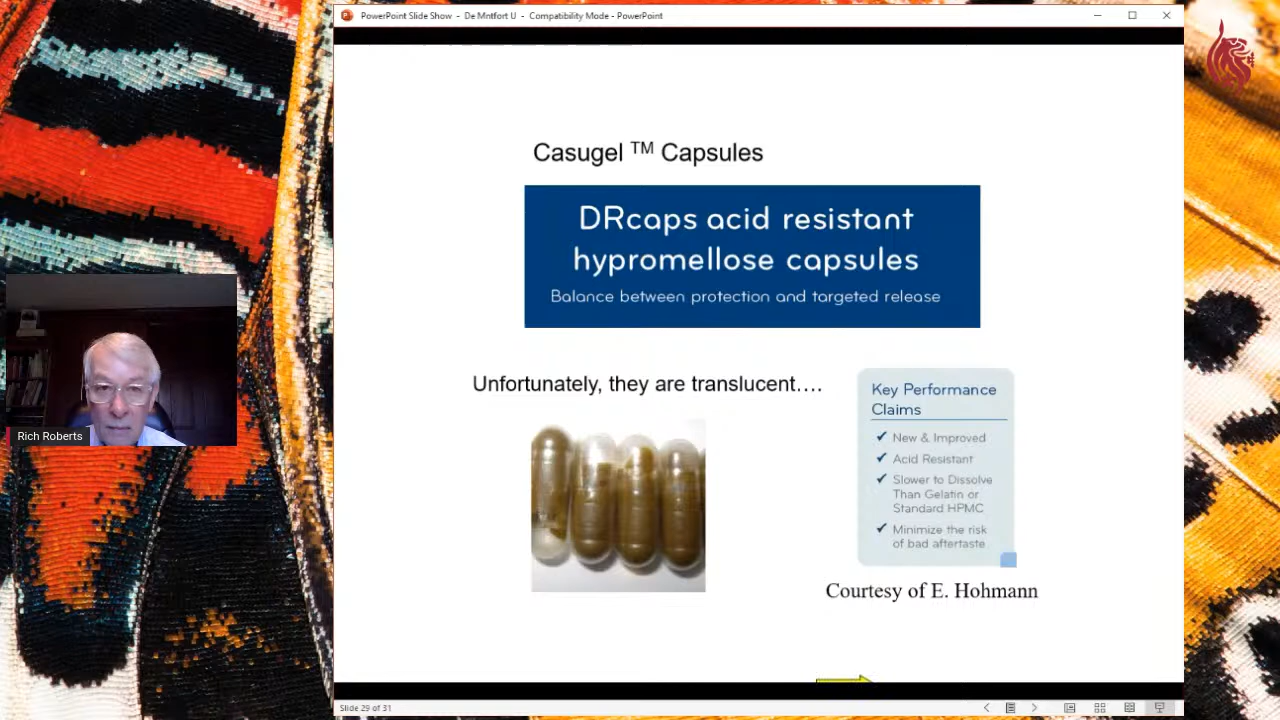 PowerPoint Slide Show - De Mntfort U - Compatibility Mode - PowerPoint
Casugel TM Capsules
DRcaps acid resistant
hypromellose capsules
Balance between protection and targeted release
Unfortunately, they are translucent....
Key Performance
Claims
✓ New & Improved
✓ Acid Resistant
✓ Slower to Dissolve
Than Gelatin or
Standard HPMC
✓ Minimize the risk
of bad aftertaste
Courtesy of E. Hohmann
Rich Roberts
Slide 29 of 31